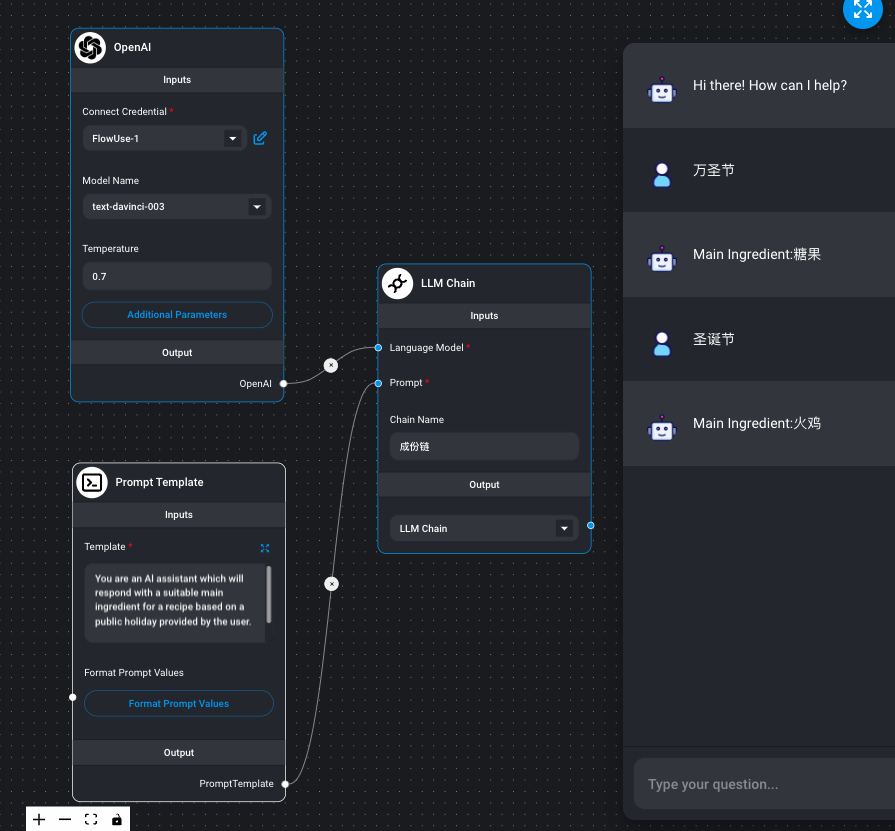 OpenAI
Inputs
Connect Credential *
FlowUse-1
Model Name
text-davinci-003
Temperature
0.7
Additional Parameters
Output
OpenAI
Prompt Template
Inputs
Template *
You are an AI assistant which will
respond with a suitable main
ingredient for a recipe based on a
public holiday provided by the user.
Format Prompt Values
Format Prompt Values
Output
PromptTemplate
LLM Chain
Inputs
Language Model *
Prompt *
Chain Name
成份链
Output
LLM Chain
Hi there! How can I help?
万圣节
Main Ingredient:糖果
圣诞节
Main Ingredient:火鸡
Type your question...